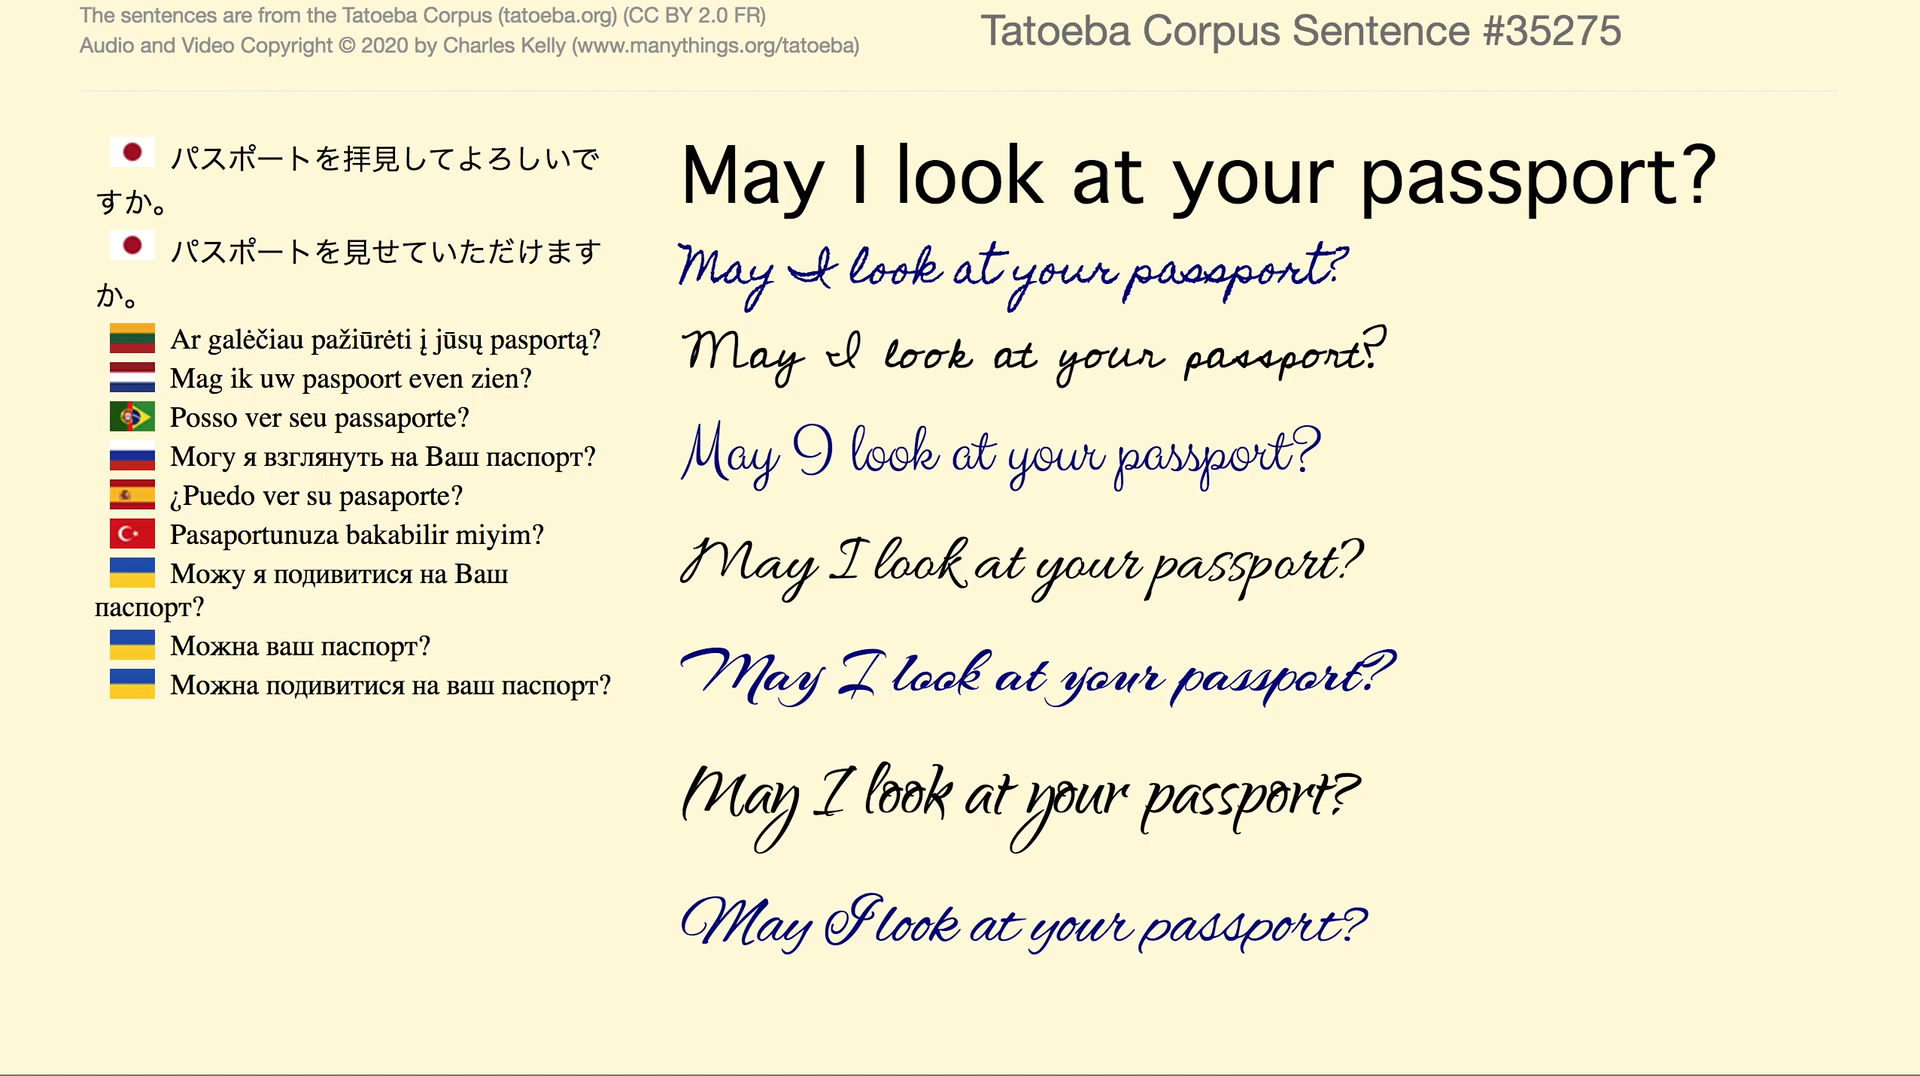 The sentences are from the Tatoeba Corpus (tatoeba.org) (CC BY 2.0 FR)
Audio and Video Copyright © 2020 by Charles Kelly (www.manythings.org/tatoeba)
Tatoeba Corpus Sentence #35275
パスポートを拝見してよろしいで
すか。
パスポートを見せていただけます
か。
Ar galėčiau pažiūrėti į jūsų pasportą?
Mag ik uw paspoort even zien?
Posso ver seu passaporte?
Могу я взглянуть на Ваш паспорт?
¿Puedo ver su pasaporte?
Pasaportunuza bakabilir miyim?
Можу я подивитися на Ваш
паспорт?
Можна ваш паспорт?
Можна подивитися на ваш паспорт?
May I look at your passport?
May I look at your passport?
May I look at your passport?
May I look at your passport?
May I look at your passport?
May I look at your passport?
May I look at your passport?
May I look at your passport?